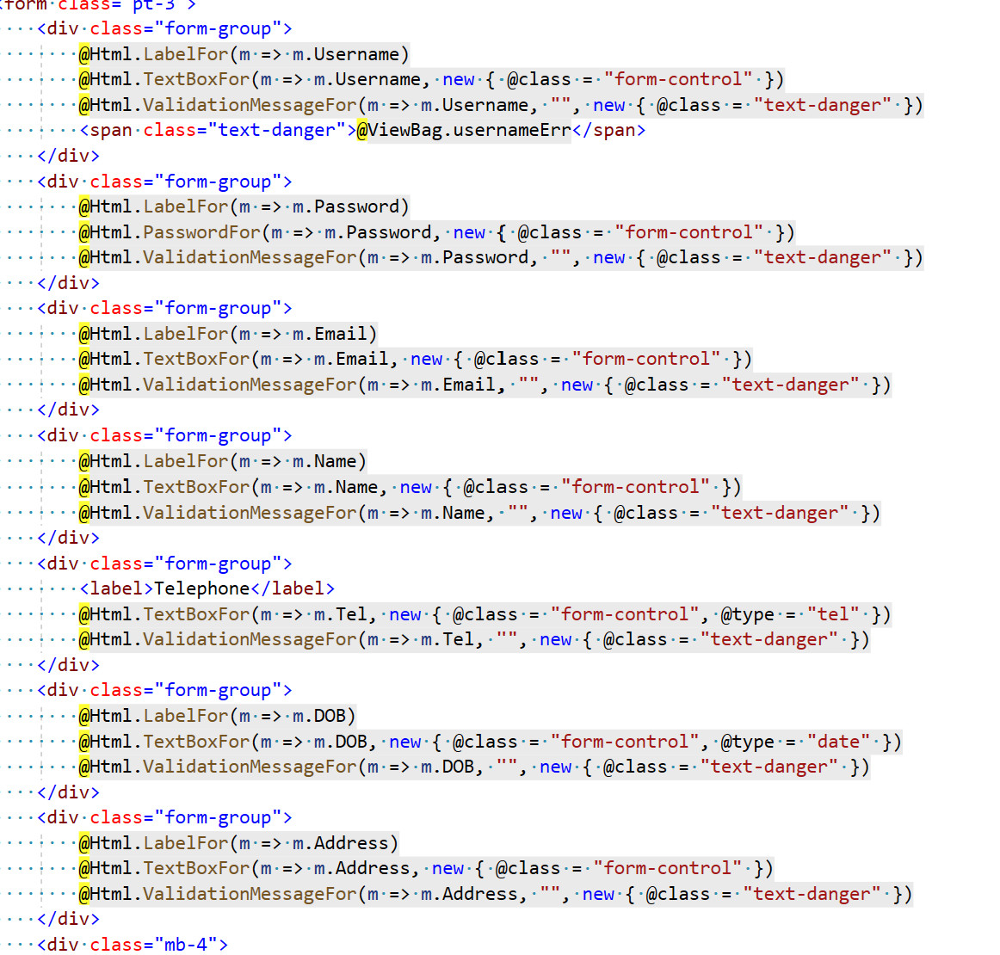 <form class="pt-3">
<div class="form-group">
@Html.LabelFor(m => m.Username)
@Html.TextBoxFor(m => m.Username, new { @class = "form-control" })
@Html.ValidationMessageFor(m => m.Username, "", new { @class = "text-danger" })
<span class="text-danger">@ViewBag.usernameErr</span>
</div>
<div class="form-group">
@Html.LabelFor(m => m.Password)
@Html.PasswordFor(m => m.Password, new { @class = "form-control" })
@Html.ValidationMessageFor(m => m.Password, "", new { @class = "text-danger" })
</div>
<div class="form-group">
@Html.LabelFor(m => m.Email)
@Html.TextBoxFor(m => m.Email, new { @class = "form-control" })
@Html.ValidationMessageFor(m => m.Email, "", new { @class = "text-danger" })
</div>
<div class="form-group">
@Html.LabelFor(m => m.Name)
@Html.TextBoxFor(m => m.Name, new { @class = "form-control" })
@Html.ValidationMessageFor(m => m.Name, "", new { @class = "text-danger" })
</div>
<div class="form-group">
<label>Telephone</label>
@Html.TextBoxFor(m => m.Tel, new { @class = "form-control", @type = "tel" })
@Html.ValidationMessageFor(m => m.Tel, "", new { @class = "text-danger" })
</div>
<div class="form-group">
@Html.LabelFor(m => m.DOB)
@Html.TextBoxFor(m => m.DOB, new { @class = "form-control", @type = "date" })
@Html.ValidationMessageFor(m => m.DOB, "", new { @class = "text-danger" })
</div>
<div class="form-group">
@Html.LabelFor(m => m.Address)
@Html.TextBoxFor(m => m.Address, new { @class = "form-control" })
@Html.ValidationMessageFor(m => m.Address, "", new { @class = "text-danger" })
</div>
<div class="mb-4">